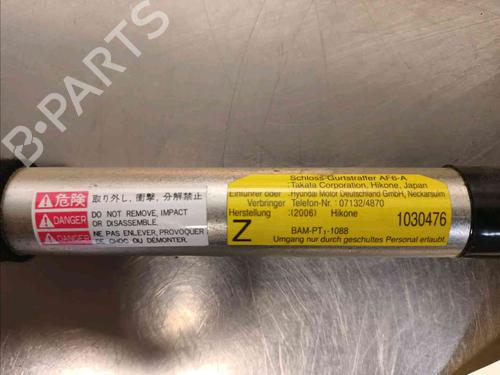 危険 取り外し,衝撃,分解禁止
DANGER DO NOT REMOVE, IMPACT
OR DISASSEMBLE.
DANGER NE PAS ENLEVER, PROVOQUER
DE CHOC OU DÉMONTER.
Schloss-Gurtstraffer AF6-A
:Takata Corporation, Hikone, Japan
Einführer oder :Hyundai Motor Deutschland GmbH, Neckarsulm
Verbringer Telefon-Nr. : 07132/4870
Herstellung :(2006) Hikone 1030476
Z BAM-PT₁-1088
Umgang nur durch geschultes Personal erlaubt.
B-PARTS